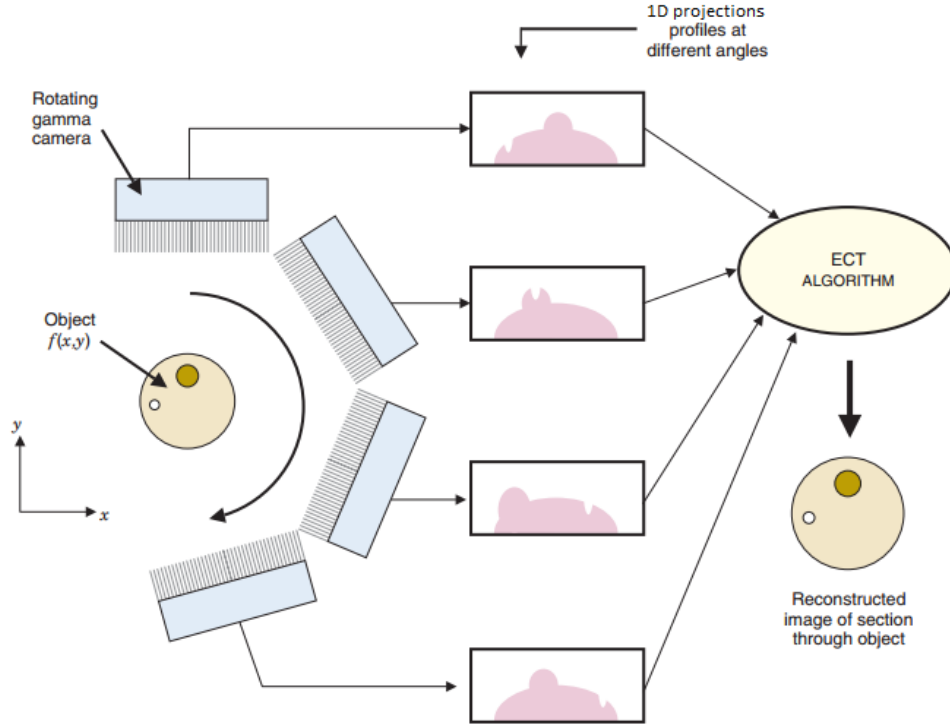 1D projections
profiles at
different angles
Rotating
gamma
camera
ECT
ALGORITHM
Object
f(x,y)
y
x
Reconstructed
image of section
through object